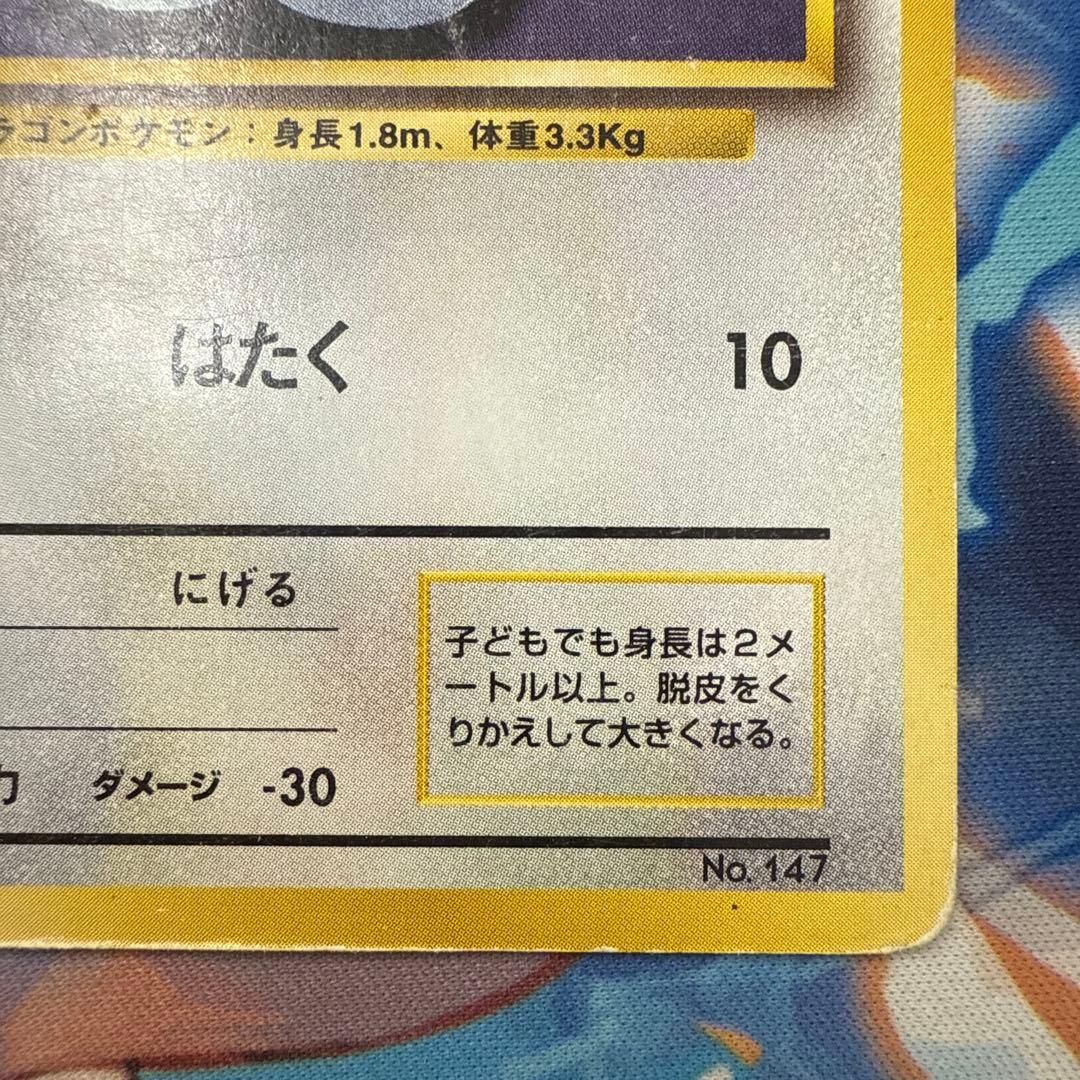 ラゴンポケモン：身長1.8m、体重3.3Kg
はたく 10
にげる
子どもでも身長は2メ
ートル以上。脱皮をく
りかえして大きくなる。
力 ダメージ -30
No. 147